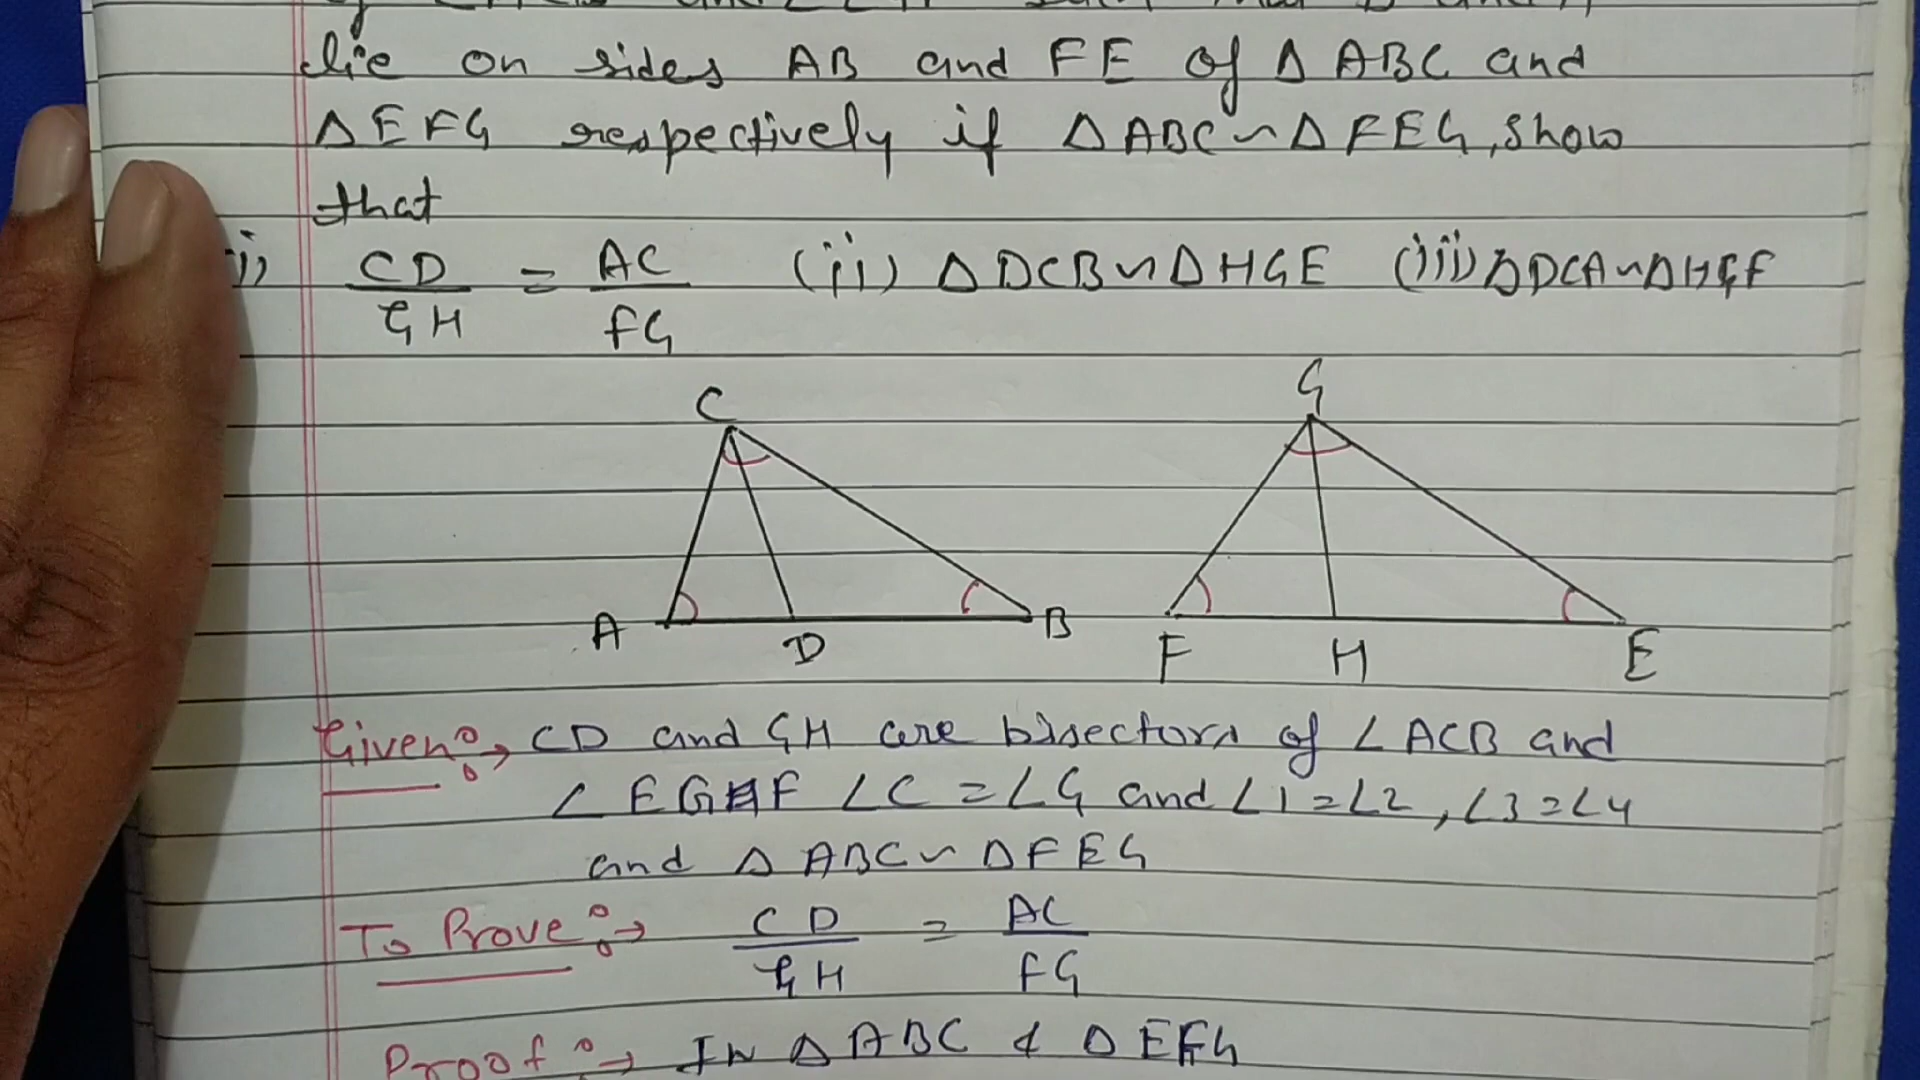 lie on sides AB and FE of Δ ABC and
Δ EFG respectively if Δ ABC ~ Δ FEG, show
that
i) CD/GH = AC/FG (ii) Δ DCB ~ Δ HGE (iii) Δ DCA ~ Δ HGF
C G
A D B F H E
Given :→ CD and GH are bisectors of ∠ ACB and
∠ EGF ∠C = ∠G and ∠1 = ∠2, ∠3 = ∠4
and Δ ABC ~ Δ FEG
To Prove :→ CD/GH = AC/FG
Proof :→ In Δ ABC & Δ EFG